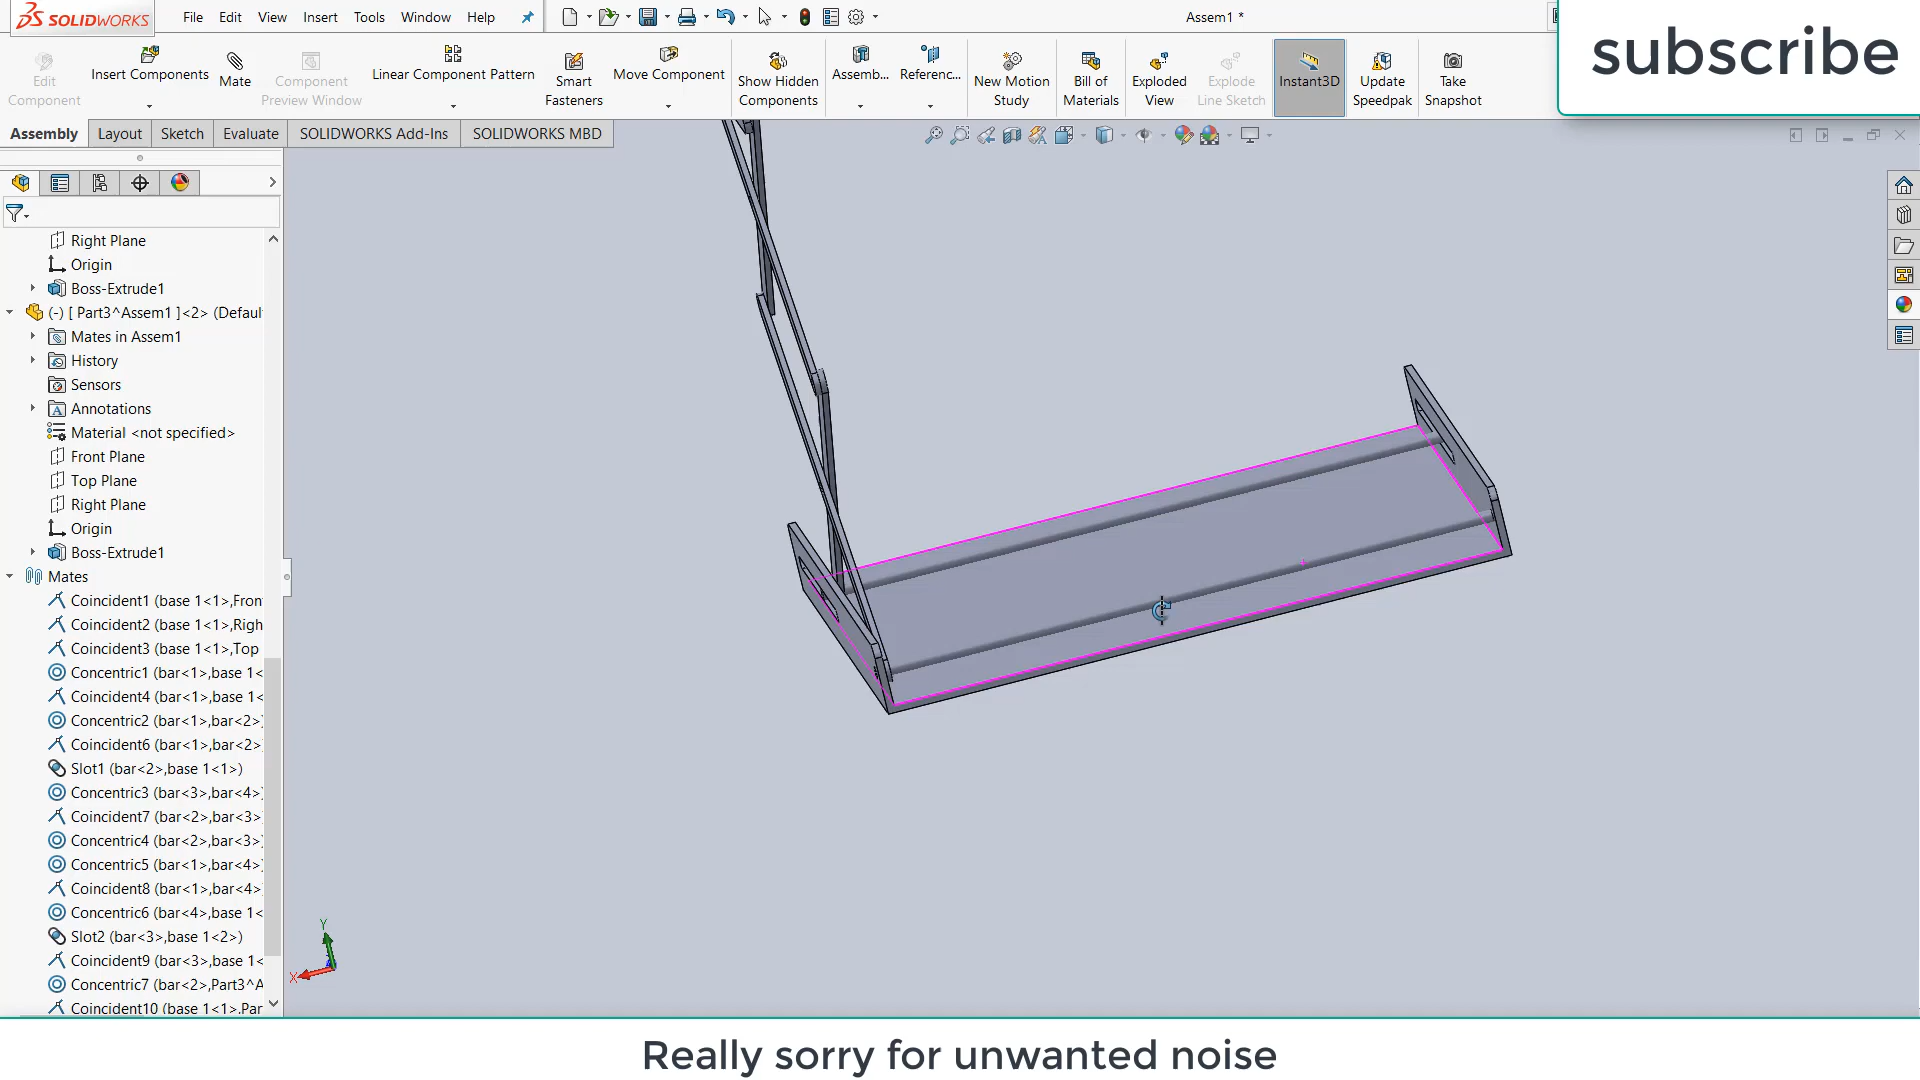 SOLIDWORKS
File Edit View Insert Tools Window Help
Assem1 *
subscribe
Edit Component
Insert Components
Mate
Component Preview Window
Linear Component Pattern
Smart Fasteners
Move Component
Show Hidden Components
Assemb...
Referenc...
New Motion Study
Bill of Materials
Exploded View
Explode Line Sketch
Instant3D
Update Speedpak
Take Snapshot
Assembly Layout Sketch Evaluate SOLIDWORKS Add-Ins SOLIDWORKS MBD
Right Plane
Origin
Boss-Extrude1
(-) [ Part3^Assem1 ]<2> (Defaul
Mates in Assem1
History
Sensors
Annotations
Material <not specified>
Front Plane
Top Plane
Right Plane
Origin
Boss-Extrude1
Mates
Coincident1 (base 1<1>,Fron
Coincident2 (base 1<1>,Righ
Coincident3 (base 1<1>,Top
Concentric1 (bar<1>,base 1<
Coincident4 (bar<1>,base 1<
Concentric2 (bar<1>,bar<2>)
Coincident6 (bar<1>,bar<2>)
Slot1 (bar<2>,base 1<1>)
Concentric3 (bar<3>,bar<4>)
Coincident7 (bar<2>,bar<3>)
Concentric4 (bar<2>,bar<3>)
Concentric5 (bar<1>,bar<4>)
Coincident8 (bar<1>,bar<4>)
Concentric6 (bar<4>,base 1<
Slot2 (bar<3>,base 1<2>)
Coincident9 (bar<3>,base 1<
Concentric7 (bar<2>,Part3^A
Coincident10 (base 1<1>,Par
Y
X
Really sorry for unwanted noise